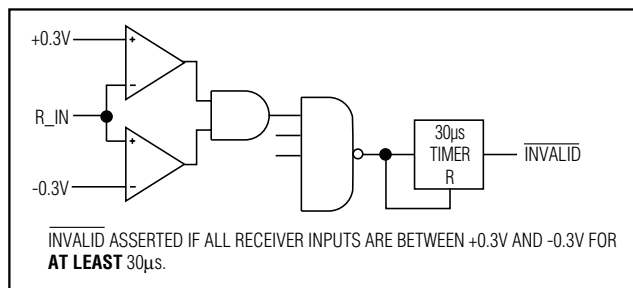 +0.3V
R_IN
-0.3V
+
−
+
−
30µs
TIMER
R
INVALID
INVALID ASSERTED IF ALL RECEIVER INPUTS ARE BETWEEN +0.3V AND -0.3V FOR
AT LEAST 30µs.